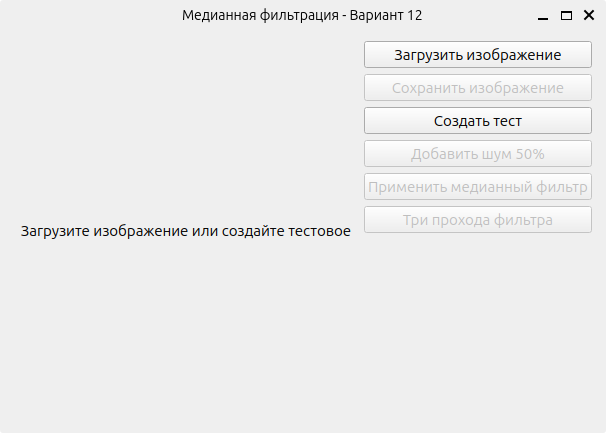 Медианная фильтрация - Вариант 12
Загрузить изображение
Сохранить изображение
Создать тест
Добавить шум 50%
Применить медианный фильтр
Три прохода фильтра
Загрузите изображение или создайте тестовое